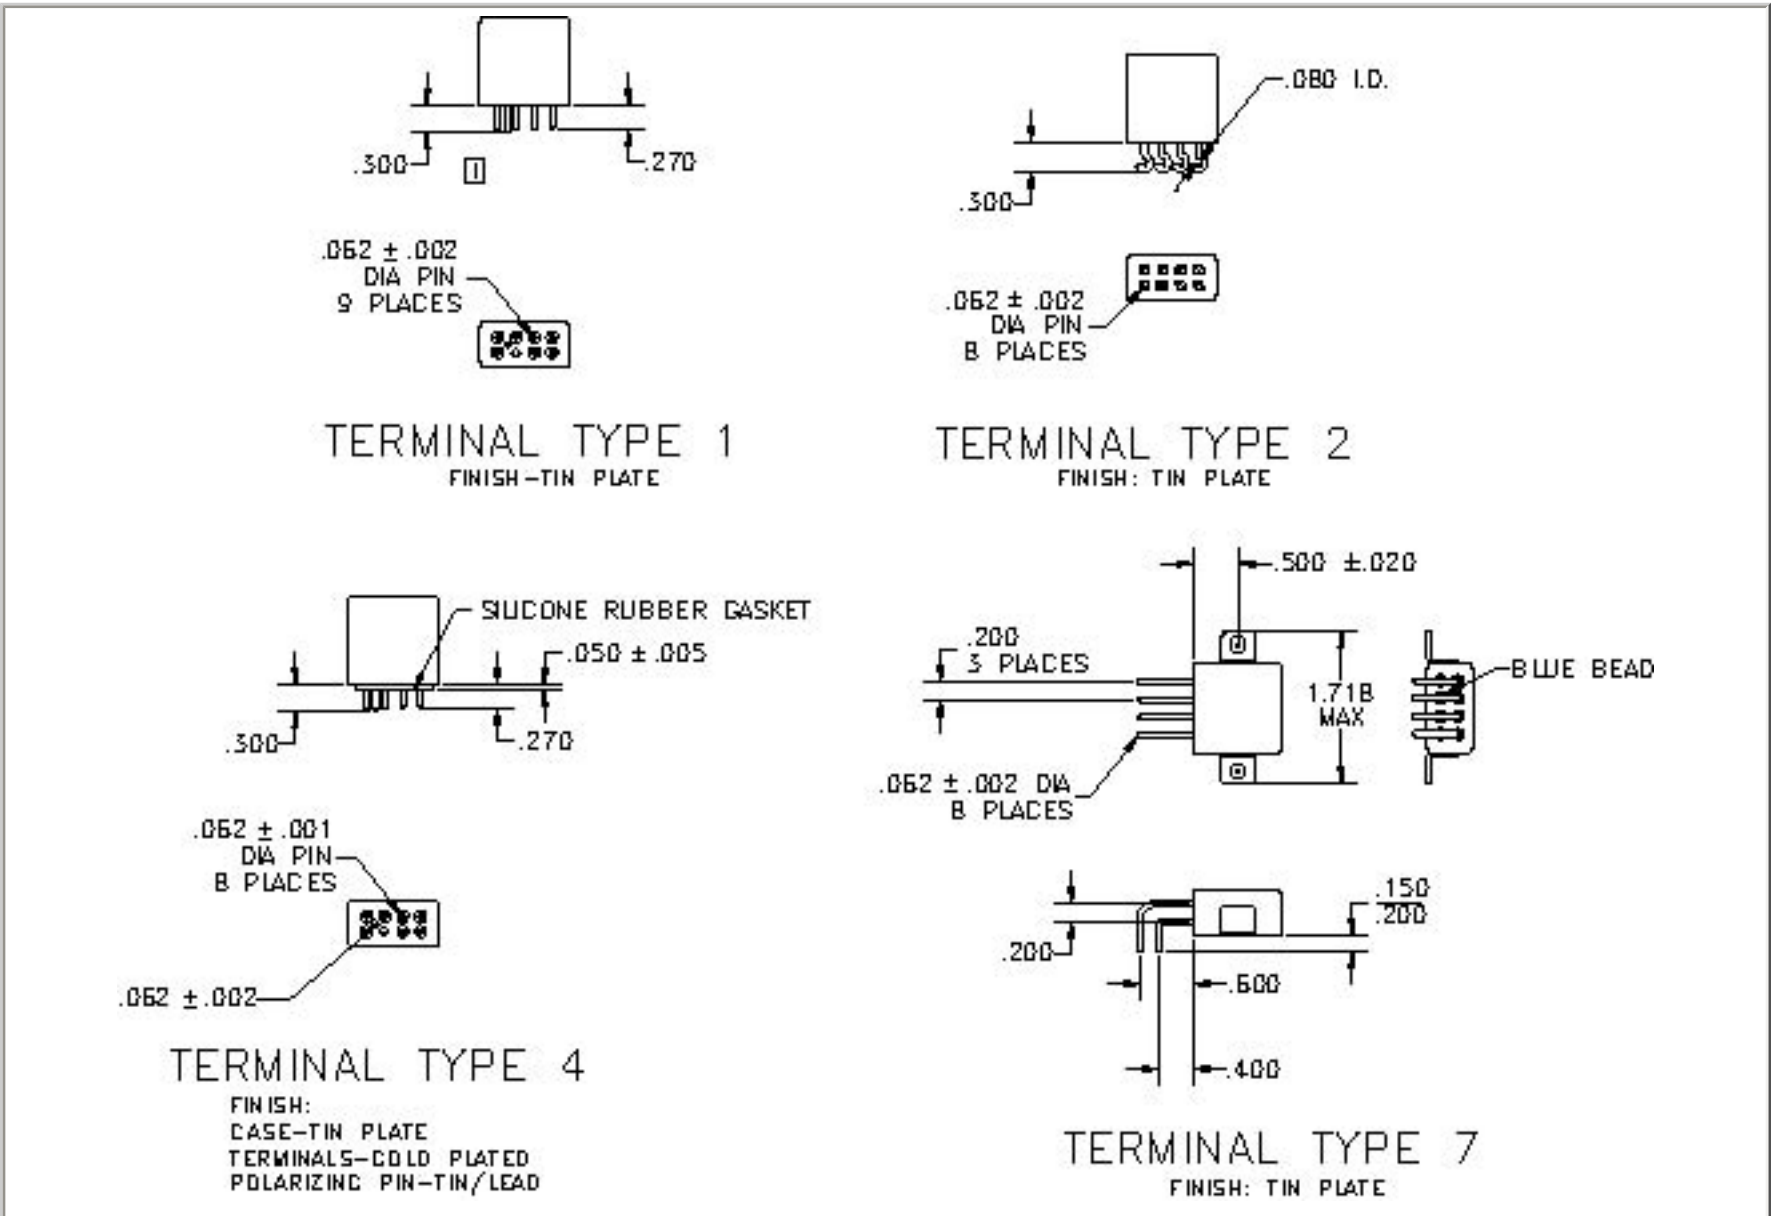 .300
1
.270
.062 ± .002
DIA PIN
9 PLACES
TERMINAL TYPE 1
FINISH-TIN PLATE
.080 I.D.
.300
.062 ± .002
DIA PIN
8 PLACES
TERMINAL TYPE 2
FINISH: TIN PLATE
SILICONE RUBBER GASKET
.050 ± .005
.300
.270
.062 ± .001
DIA PIN
8 PLACES
.062 ± .002
TERMINAL TYPE 4
FINISH:
CASE-TIN PLATE
TERMINALS-GOLD PLATED
POLARIZING PIN-TIN/LEAD
.500 ±.020
.200
3 PLACES
1.718
MAX
BLUE BEAD
.062 ± .002 DIA
8 PLACES
.150
.200
.200
.600
.400
TERMINAL TYPE 7
FINISH: TIN PLATE